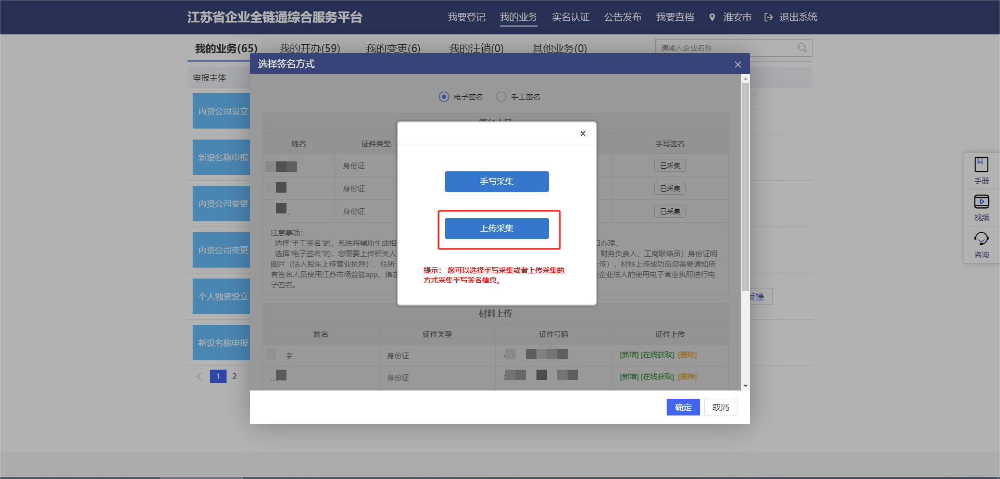 江苏省企业全链通综合服务平台
我要登记 我的业务 实名认证 公告发布 我要查档 淮安市 退出系统
我的业务(65) 我的开办(59) 我的变更(6) 我的注销(0) 其他业务(0) 请输入企业名称
选择签名方式
申报主体
电子签名 手工签名
内资公司设立
新设名称申报
内资公司变更
内资公司变更
个人独资设立
新设名称申报
1 2
姓名 证件类型 手写签名
身份证 已采集
身份证 已采集
身份证 已采集
注意事项：
选择“手工签名”的，系统将辅助生成相
办理。
选择“电子签名”的，您需要上传相关人
财务负责人、工商联络员）身份证明
图片（法人股东上传营业执照）、住所
传），材料上传成功后您需要通知所
有签名人员使用江苏市场监管app、指定
企业法人的使用电子营业执照进行电
子签名。
×
手写采集
上传采集
提示： 您可以选择手写采集或者上传采集的
方式采集手写签名信息。
反馈
材料上传
姓名 证件类型 证件号码 证件上传
宇 身份证 [新增] [在线获取] [删除]
身份证 [新增] [在线获取] [删除]
确定 取消
手册
视频
咨询